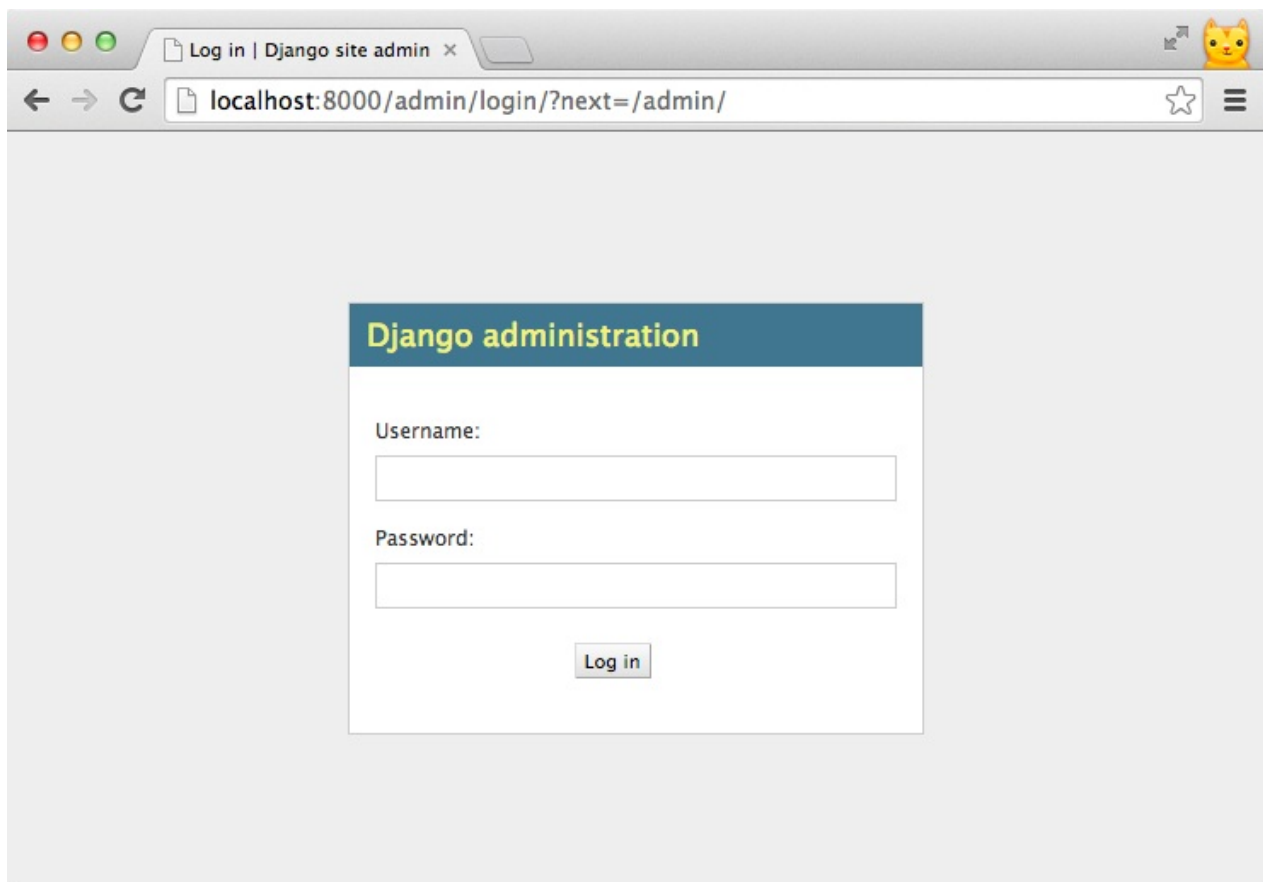 Log in | Django site admin
localhost:8000/admin/login/?next=/admin/
Django administration
Username:
Password:
Log in